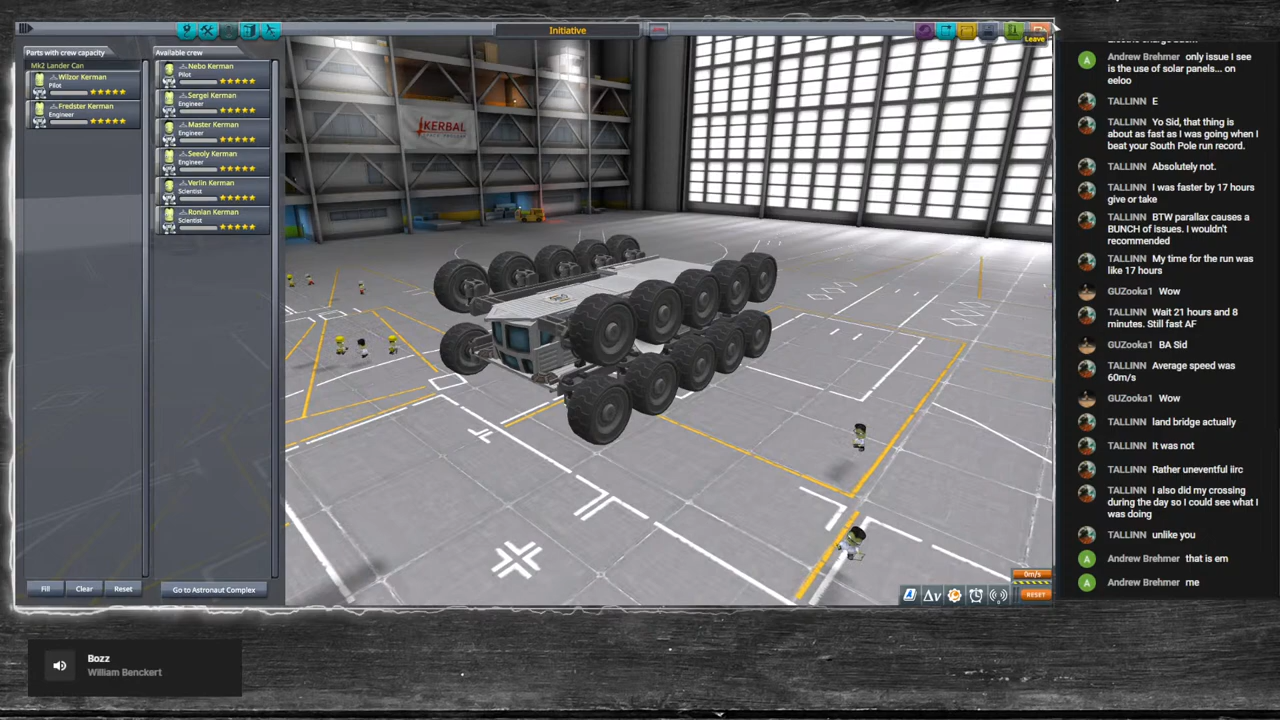 Initiative
Leave
Parts with crew capacity
Available crew
Mk2 Lander Can
Wilzor Kerman
Pilot
Fredster Kerman
Engineer
Nebo Kerman
Pilot
Sergei Kerman
Engineer
Master Kerman
Engineer
Seeoly Kerman
Engineer
Verlin Kerman
Scientist
Ronlan Kerman
Scientist
Fill
Clear
Reset
Go to Astronaut Complex
KERBAL
0m/s
Δv
RESET
Andrew Brehmer only issue I see
is the use of solar panels... on
eeloo
TALLINN E
TALLINN Yo Sid, that thing is
about as fast as I was going when I
beat your South Pole run record.
TALLINN Absolutely not.
TALLINN I was faster by 17 hours
give or take
TALLINN BTW parallax causes a
BUNCH of issues. I wouldn't
recommended
TALLINN My time for the run was
like 17 hours
GUZooka1 Wow
TALLINN Wait 21 hours and 8
minutes. Still fast AF
GUZooka1 BA Sid
TALLINN Average speed was
60m/s
GUZooka1 Wow
TALLINN land bridge actually
TALLINN It was not
TALLINN Rather uneventful iirc
TALLINN I also did my crossing
during the day so I could see what I
was doing
TALLINN unlike you
Andrew Brehmer that is em
Andrew Brehmer me
Bozz
William Benckert